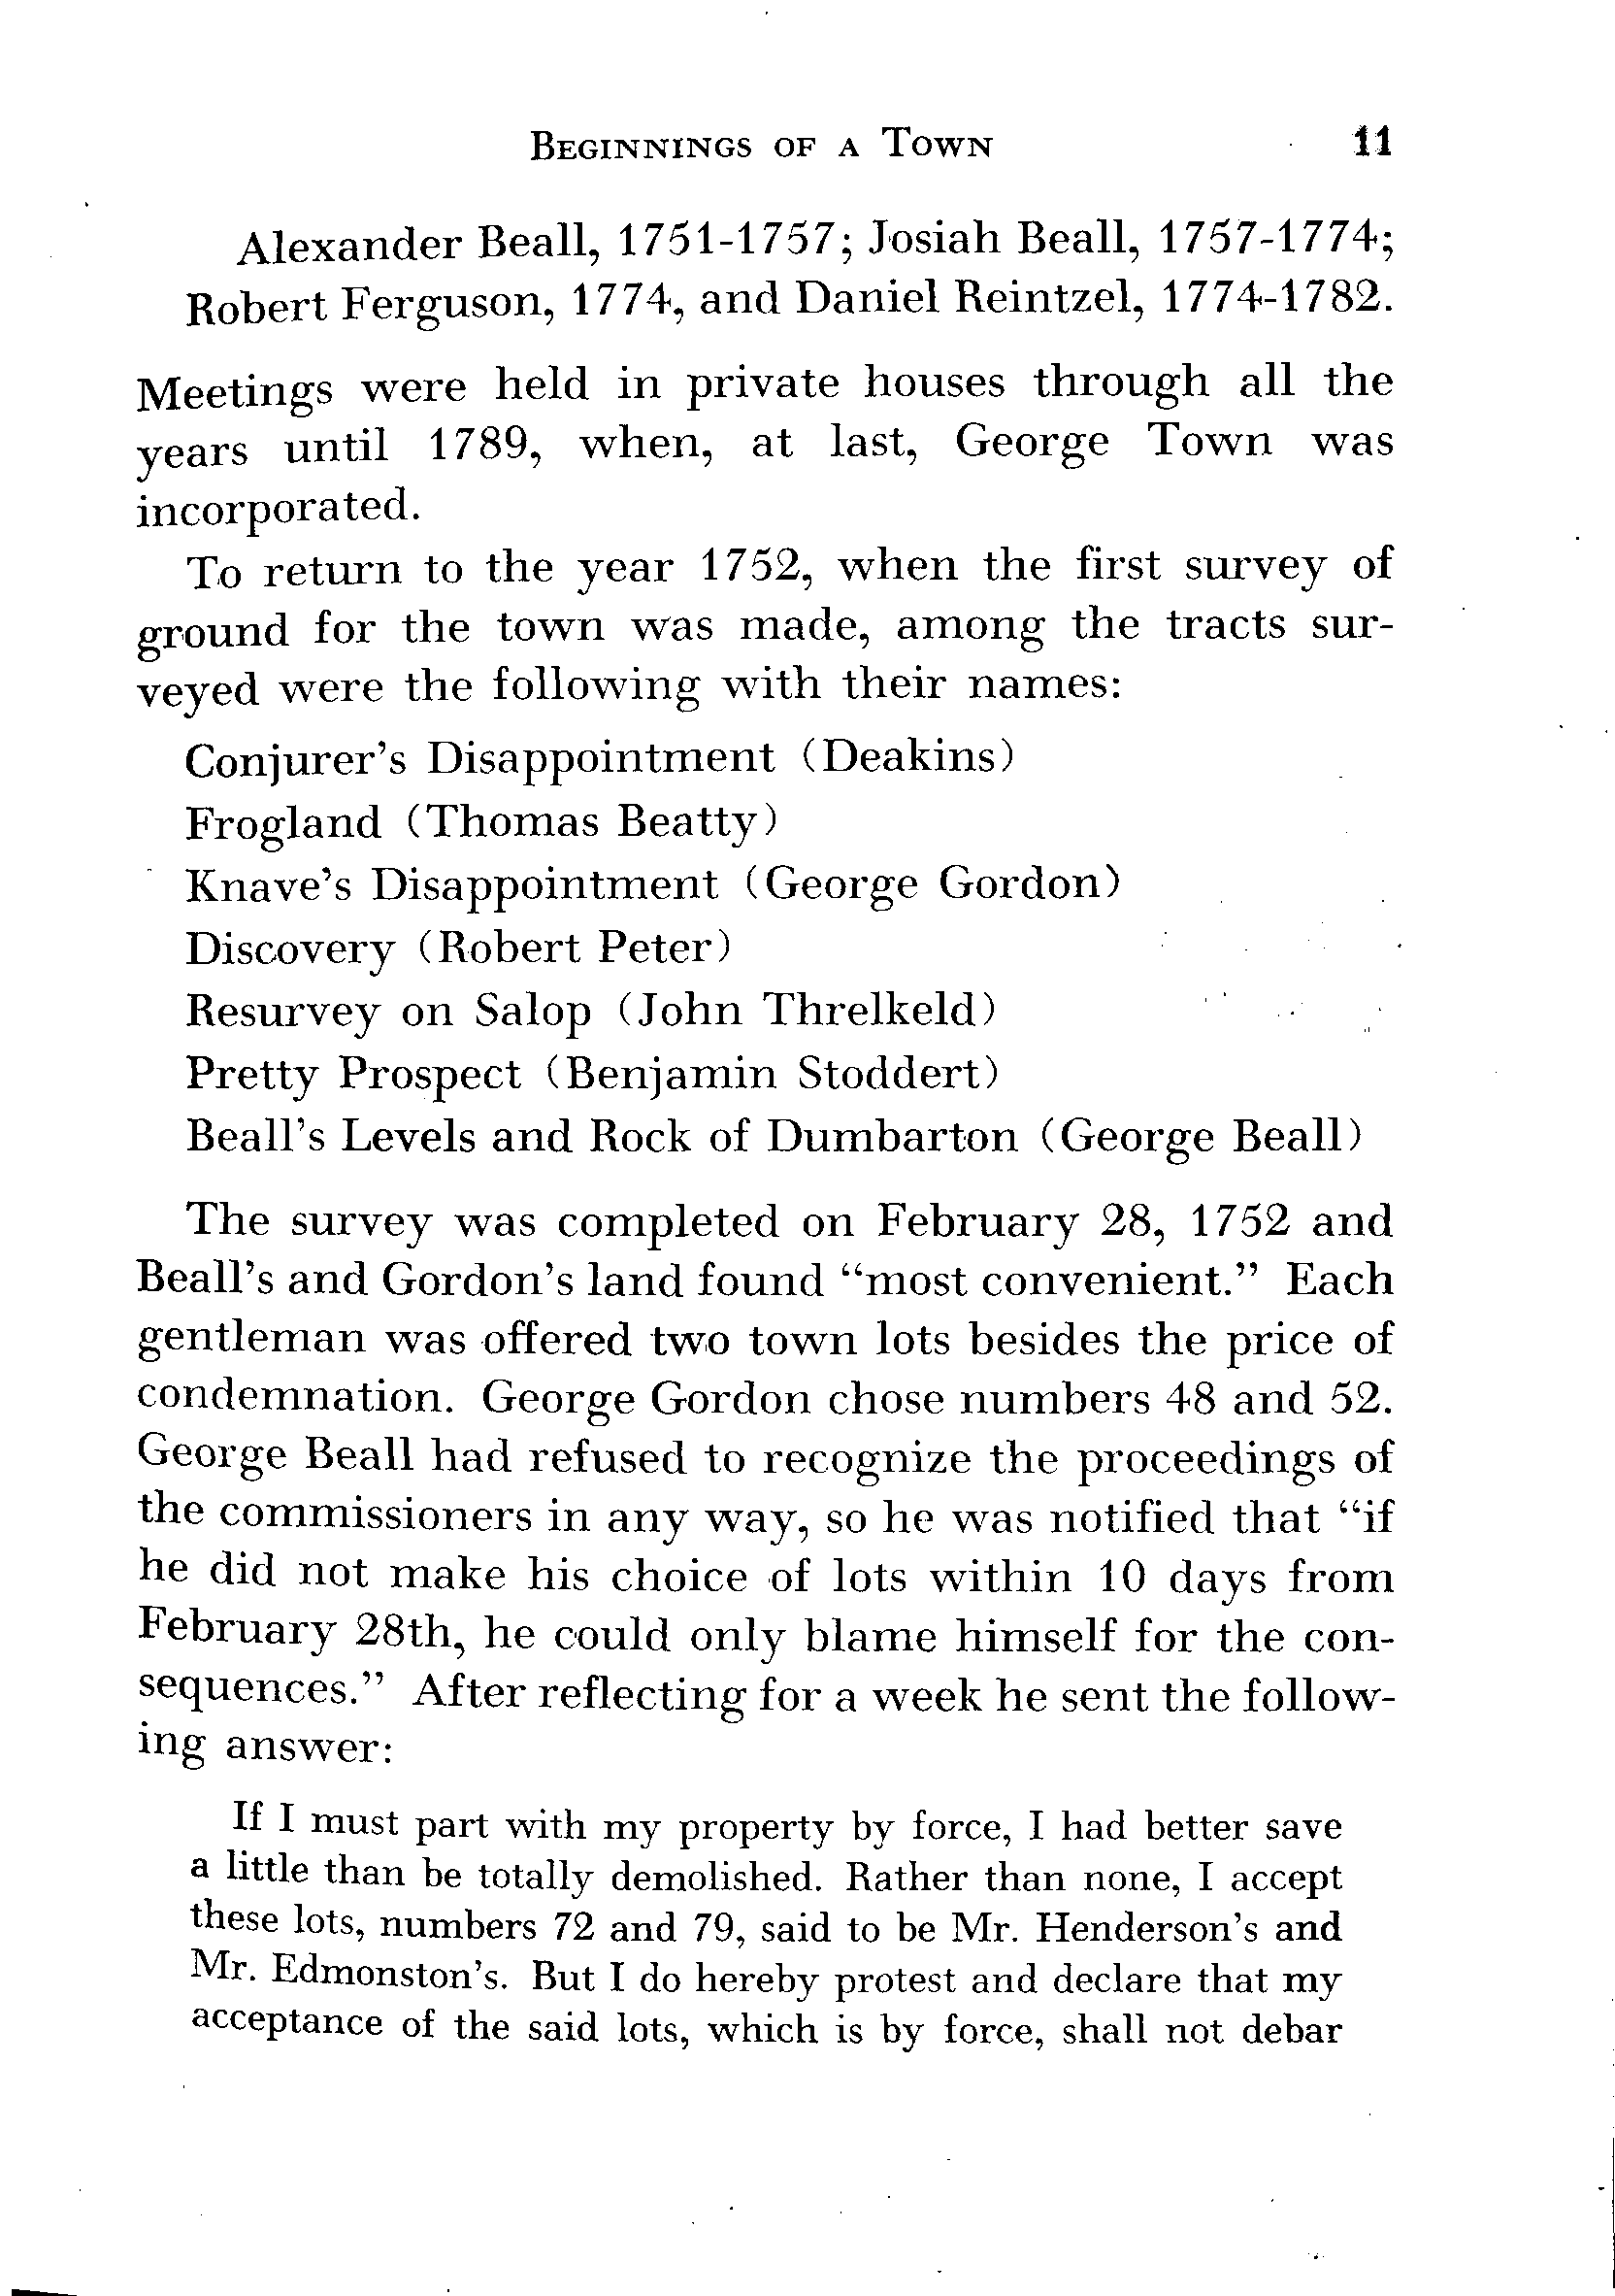 BEGINNINGS OF A TOWN 11
Alexander Beall, 1751-1757; Josiah Beall, 1757-1774;
Robert Ferguson, 1774, and Daniel Reintzel, 1774-1782.
Meetings were held in private houses through all the
years until 1789, when, at last, George Town was
incorporated.
To return to the year 1752, when the first survey of
ground for the town was made, among the tracts sur-
veyed were the following with their names:
Conjurer's Disappointment (Deakins)
Frogland (Thomas Beatty)
Knave's Disappointment (George Gordon)
Discovery (Robert Peter)
Resurvey on Salop (John Threlkeld)
Pretty Prospect (Benjamin Stoddert)
Beall's Levels and Rock of Dumbarton (George Beall)
The survey was completed on February 28, 1752 and
Beall's and Gordon's land found “most convenient.” Each
gentleman was offered two town lots besides the price of
condemnation. George Gordon chose numbers 48 and 52.
George Beall had refused to recognize the proceedings of
the commissioners in any way, so he was notified that “if
he did not make his choice of lots within 10 days from
February 28th, he could only blame himself for the con-
sequences.” After reflecting for a week he sent the follow-
ing answer:
If I must part with my property by force, I had better save
a little than be totally demolished. Rather than none, I accept
these lots, numbers 72 and 79, said to be Mr. Henderson's and
Mr. Edmonston's. But I do hereby protest and declare that my
acceptance of the said lots, which is by force, shall not debar